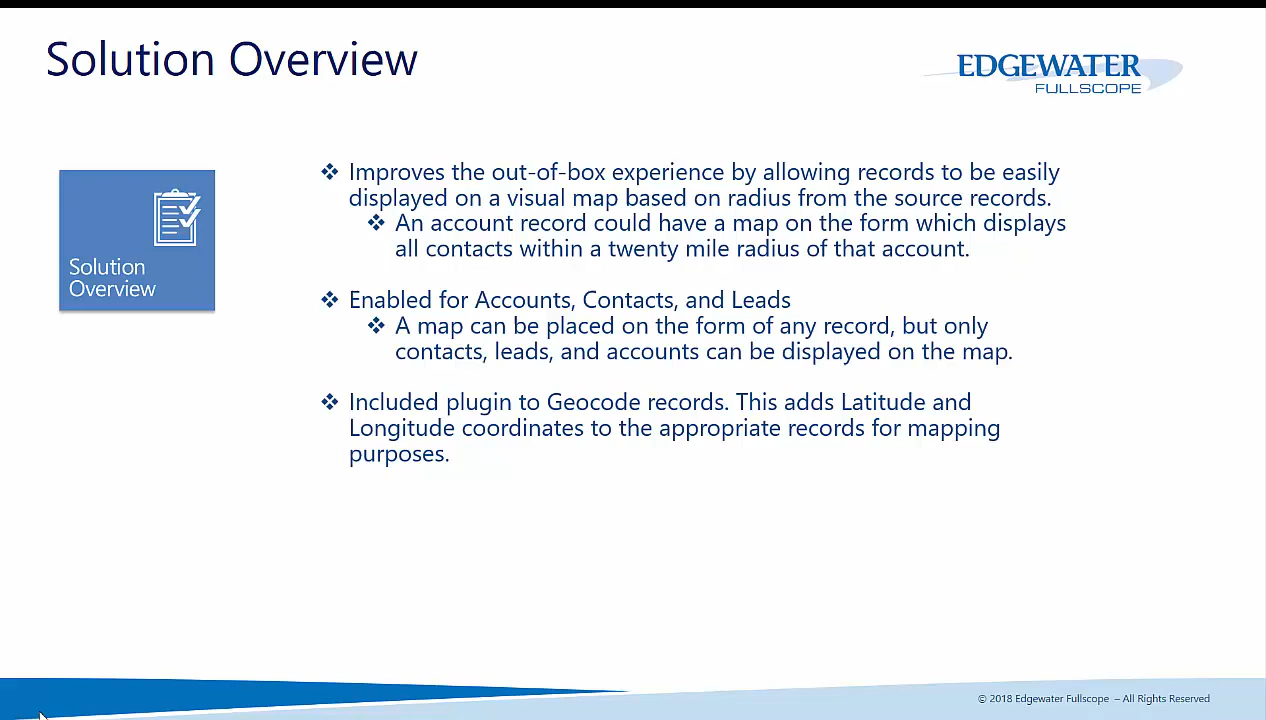 Solution Overview
EDGEWATER
FULLSCOPE
Solution
Overview
❖ Improves the out-of-box experience by allowing records to be easily
displayed on a visual map based on radius from the source records.
❖ An account record could have a map on the form which displays
all contacts within a twenty mile radius of that account.
❖ Enabled for Accounts, Contacts, and Leads
❖ A map can be placed on the form of any record, but only
contacts, leads, and accounts can be displayed on the map.
❖ Included plugin to Geocode records. This adds Latitude and
Longitude coordinates to the appropriate records for mapping
purposes.
© 2018 Edgewater Fullscope – All Rights Reserved